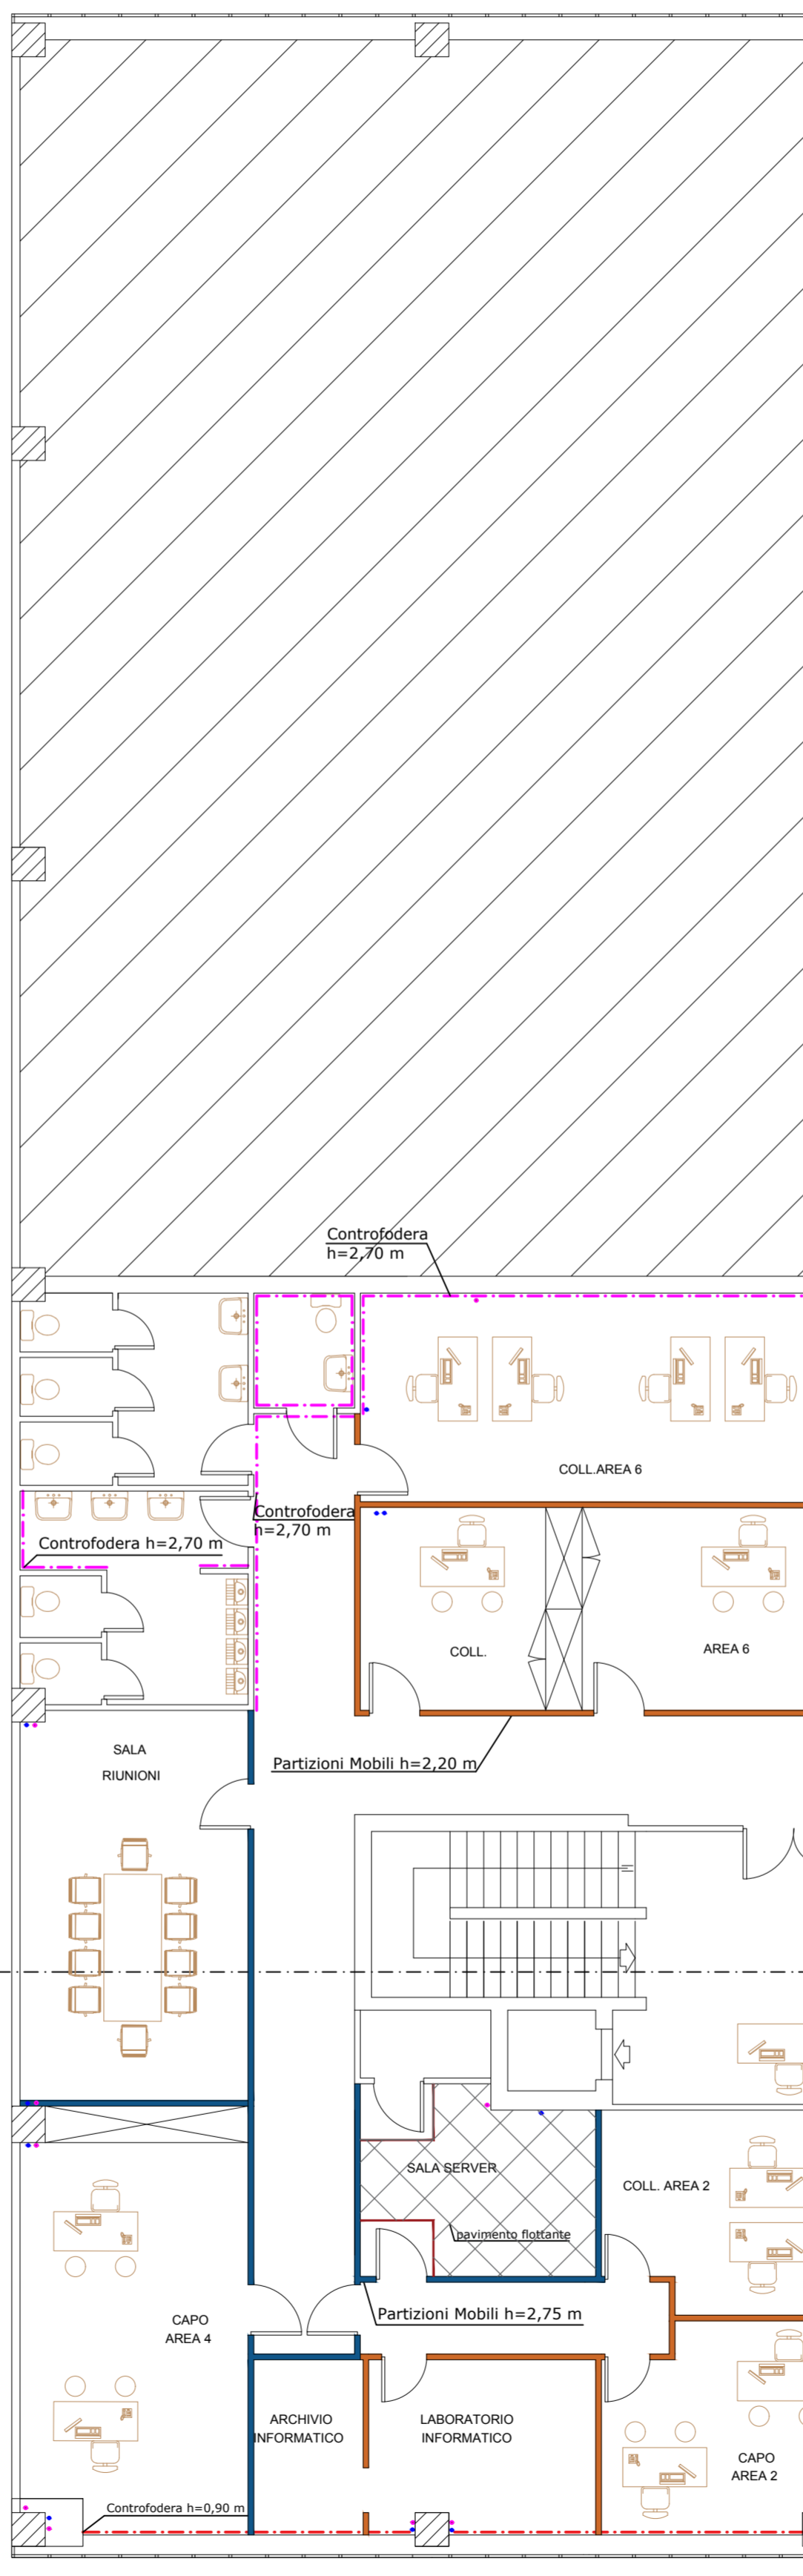 Controfodera
h=2,70 m
COLL.AREA 6
Controfodera
h=2,70 m
Controfodera h=2,70 m
COLL.
AREA 6
SALA
RIUNIONI
Partizioni Mobili h=2,20 m
SALA SERVER
COLL. AREA 2
pavimento flottante
CAPO
AREA 4
Partizioni Mobili h=2,75 m
ARCHIVIO
INFORMATICO
LABORATORIO
INFORMATICO
CAPO
AREA 2
Controfodera h=0,90 m